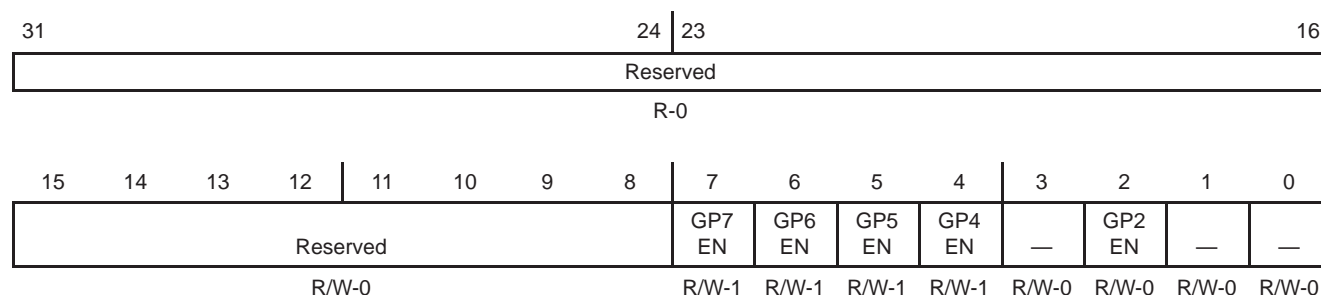 31 24 23 16
Reserved
R-0
15 14 13 12 11 10 9 8 7 6 5 4 3 2 1 0
GP7 GP6 GP5 GP4 GP2
Reserved EN EN EN EN — EN — —
R/W-0 R/W-1 R/W-1 R/W-1 R/W-1 R/W-0 R/W-0 R/W-0 R/W-0